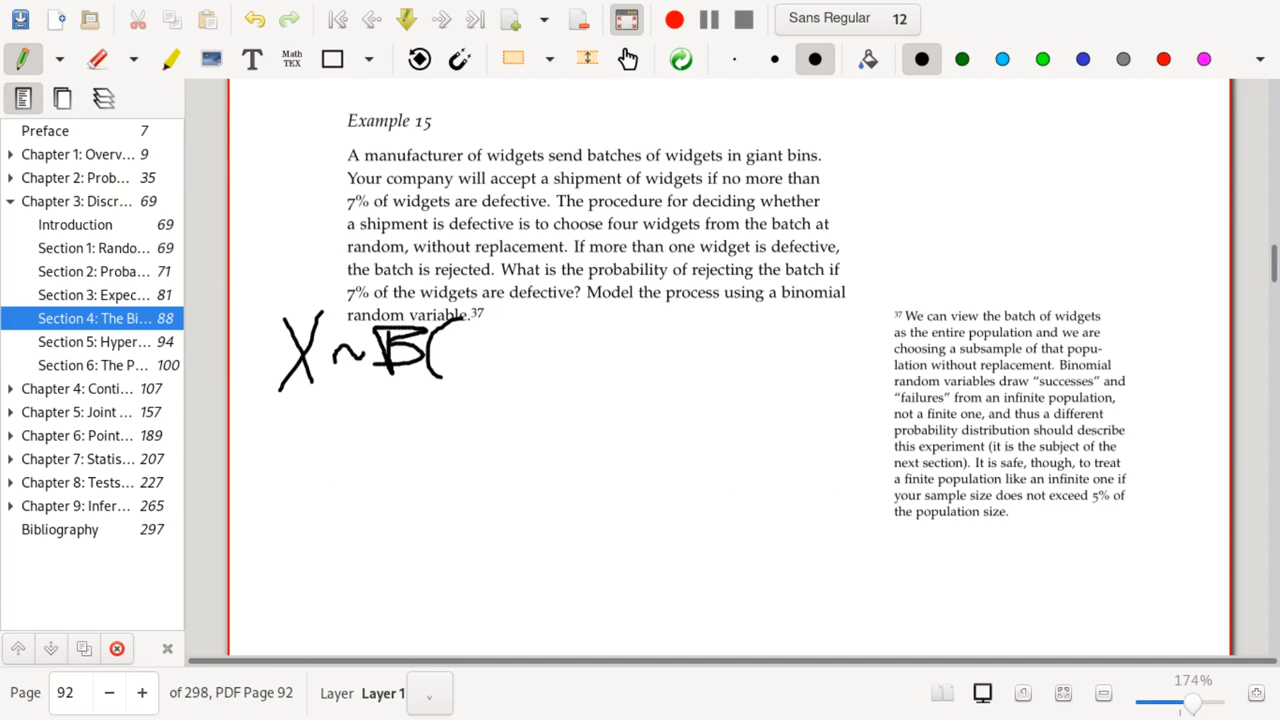 Sans Regular 12
T Math TEX
Preface 7
Chapter 1: Overv... 9
Chapter 2: Prob... 35
Chapter 3: Discr... 69
Introduction 69
Section 1: Rando... 69
Section 2: Proba... 71
Section 3: Expec... 81
Section 4: The Bi... 88
Section 5: Hyper... 94
Section 6: The P... 100
Chapter 4: Conti... 107
Chapter 5: Joint ... 157
Chapter 6: Point... 189
Chapter 7: Statis... 207
Chapter 8: Tests... 227
Chapter 9: Infer... 265
Bibliography 297
Example 15
A manufacturer of widgets send batches of widgets in giant bins.
Your company will accept a shipment of widgets if no more than
7% of widgets are defective. The procedure for deciding whether
a shipment is defective is to choose four widgets from the batch at
random, without replacement. If more than one widget is defective,
the batch is rejected. What is the probability of rejecting the batch if
7% of the widgets are defective? Model the process using a binomial
random variable.37
X ~ B(
37 We can view the batch of widgets
as the entire population and we are
choosing a subsample of that popu-
lation without replacement. Binomial
random variables draw “successes” and
“failures” from an infinite population,
not a finite one, and thus a different
probability distribution should describe
this experiment (it is the subject of the
next section). It is safe, though, to treat
a finite population like an infinite one if
your sample size does not exceed 5% of
the population size.
Page 92 − + of 298, PDF Page 92 Layer Layer 1
174%